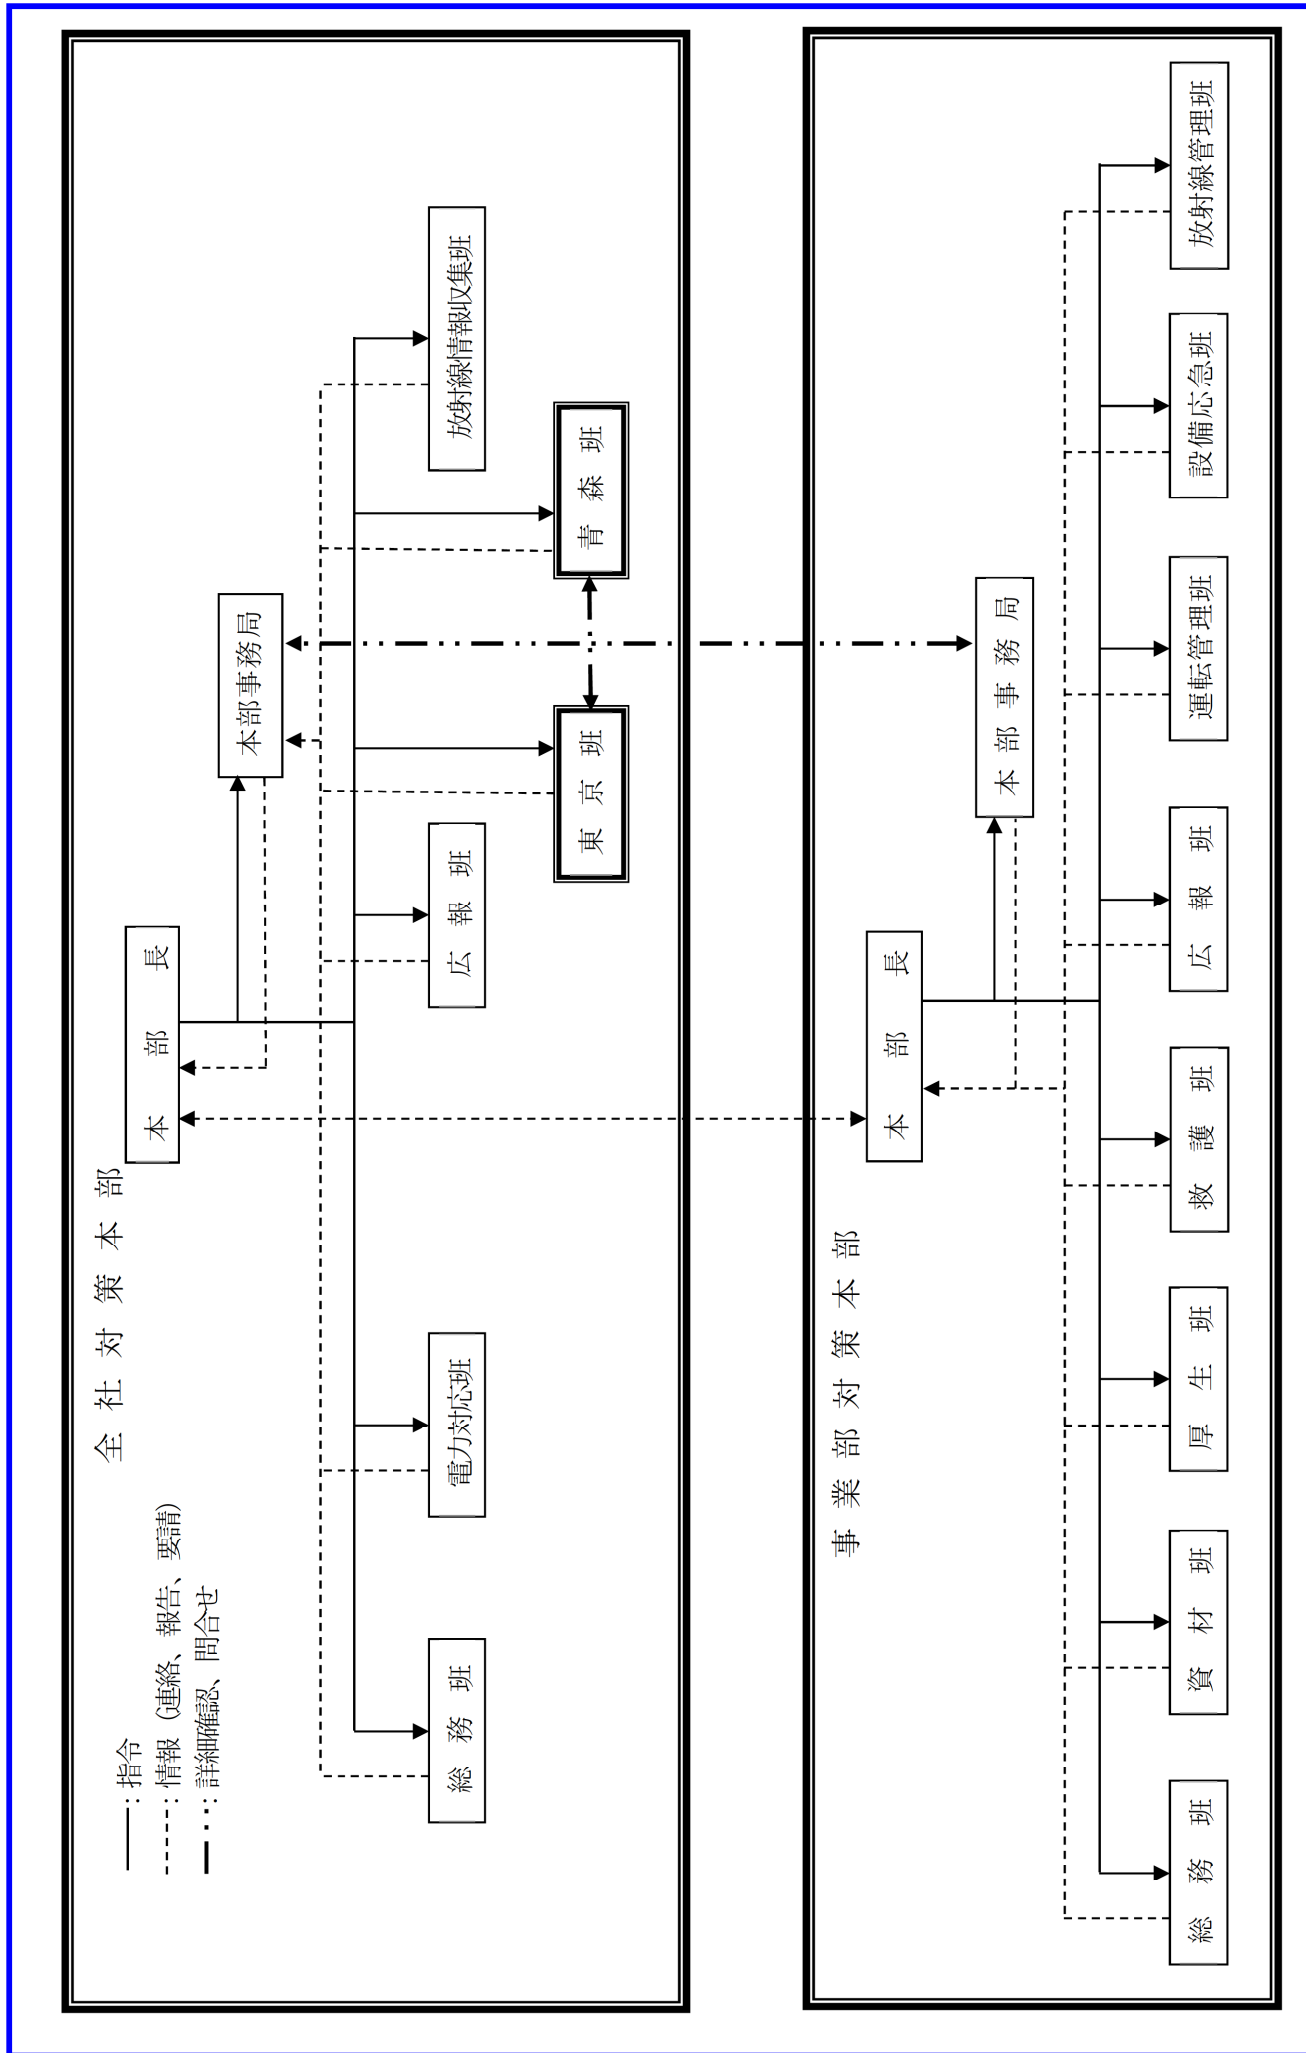 ―: 指令
---: 情報（連絡、報告、要請）
: 詳細確認、問合せ
全社対策本部
本部長
本部事務局
総務班
電力対応班
広報班
放射線情報収集班
東京班
青森班
事業部対策本部
本部長
本部事務局
総務班
資材班
厚生班
救護班
広報班
運転管理班
設備応急班
放射線管理班